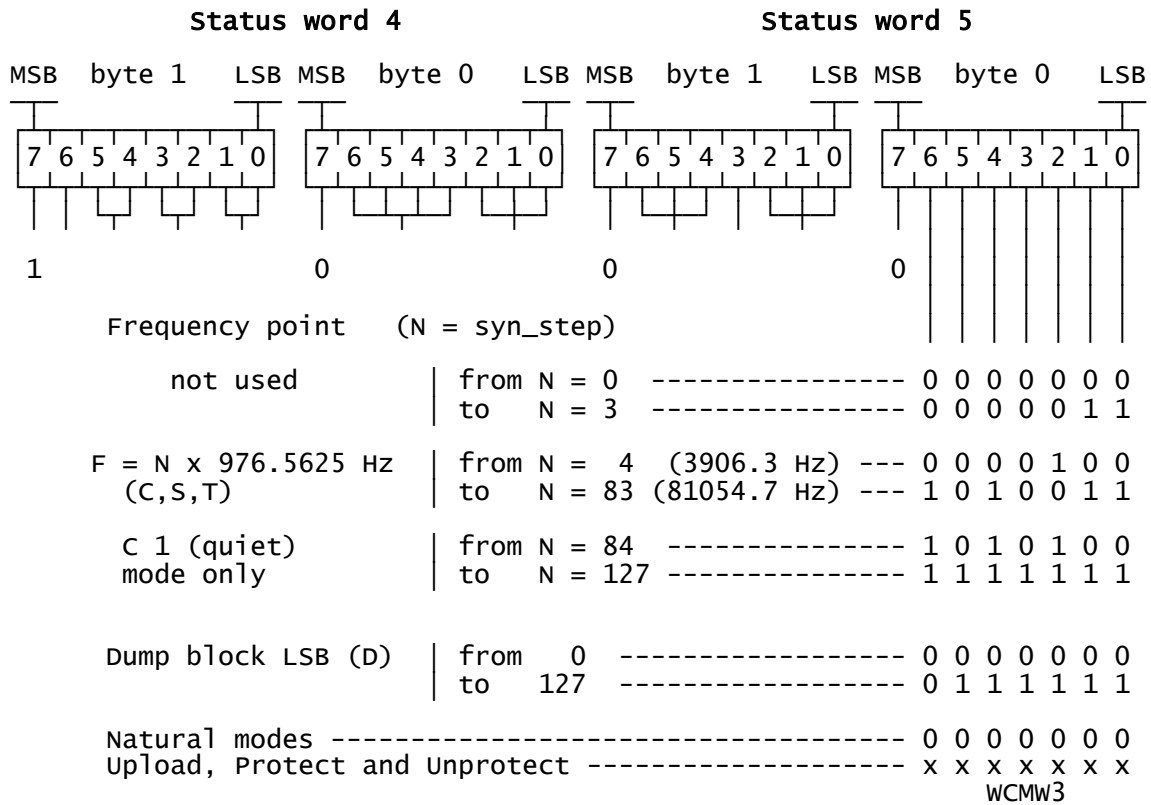 Status word 4 Status word 5
MSB byte 1 LSB MSB byte 0 LSB MSB byte 1 LSB MSB byte 0 LSB
7 6 5 4 3 2 1 0 7 6 5 4 3 2 1 0 7 6 5 4 3 2 1 0 7 6 5 4 3 2 1 0
1 0 0 0
Frequency point (N = syn_step)
not used | from N = 0 ---------------- 0 0 0 0 0 0 0
| to N = 3 ---------------- 0 0 0 0 0 1 1
F = N x 976.5625 Hz | from N = 4 (3906.3 Hz) --- 0 0 0 0 1 0 0
(C,S,T) | to N = 83 (81054.7 Hz) --- 1 0 1 0 0 1 1
C 1 (quiet) | from N = 84 --------------- 1 0 1 0 1 0 0
mode only | to N = 127 --------------- 1 1 1 1 1 1 1
Dump block LSB (D) | from 0 ------------------ 0 0 0 0 0 0 0
| to 127 ------------------ 0 1 1 1 1 1 1
Natural modes ------------------------------------ 0 0 0 0 0 0 0
Upload, Protect and Unprotect -------------------- x x x x x x x
WCMW3